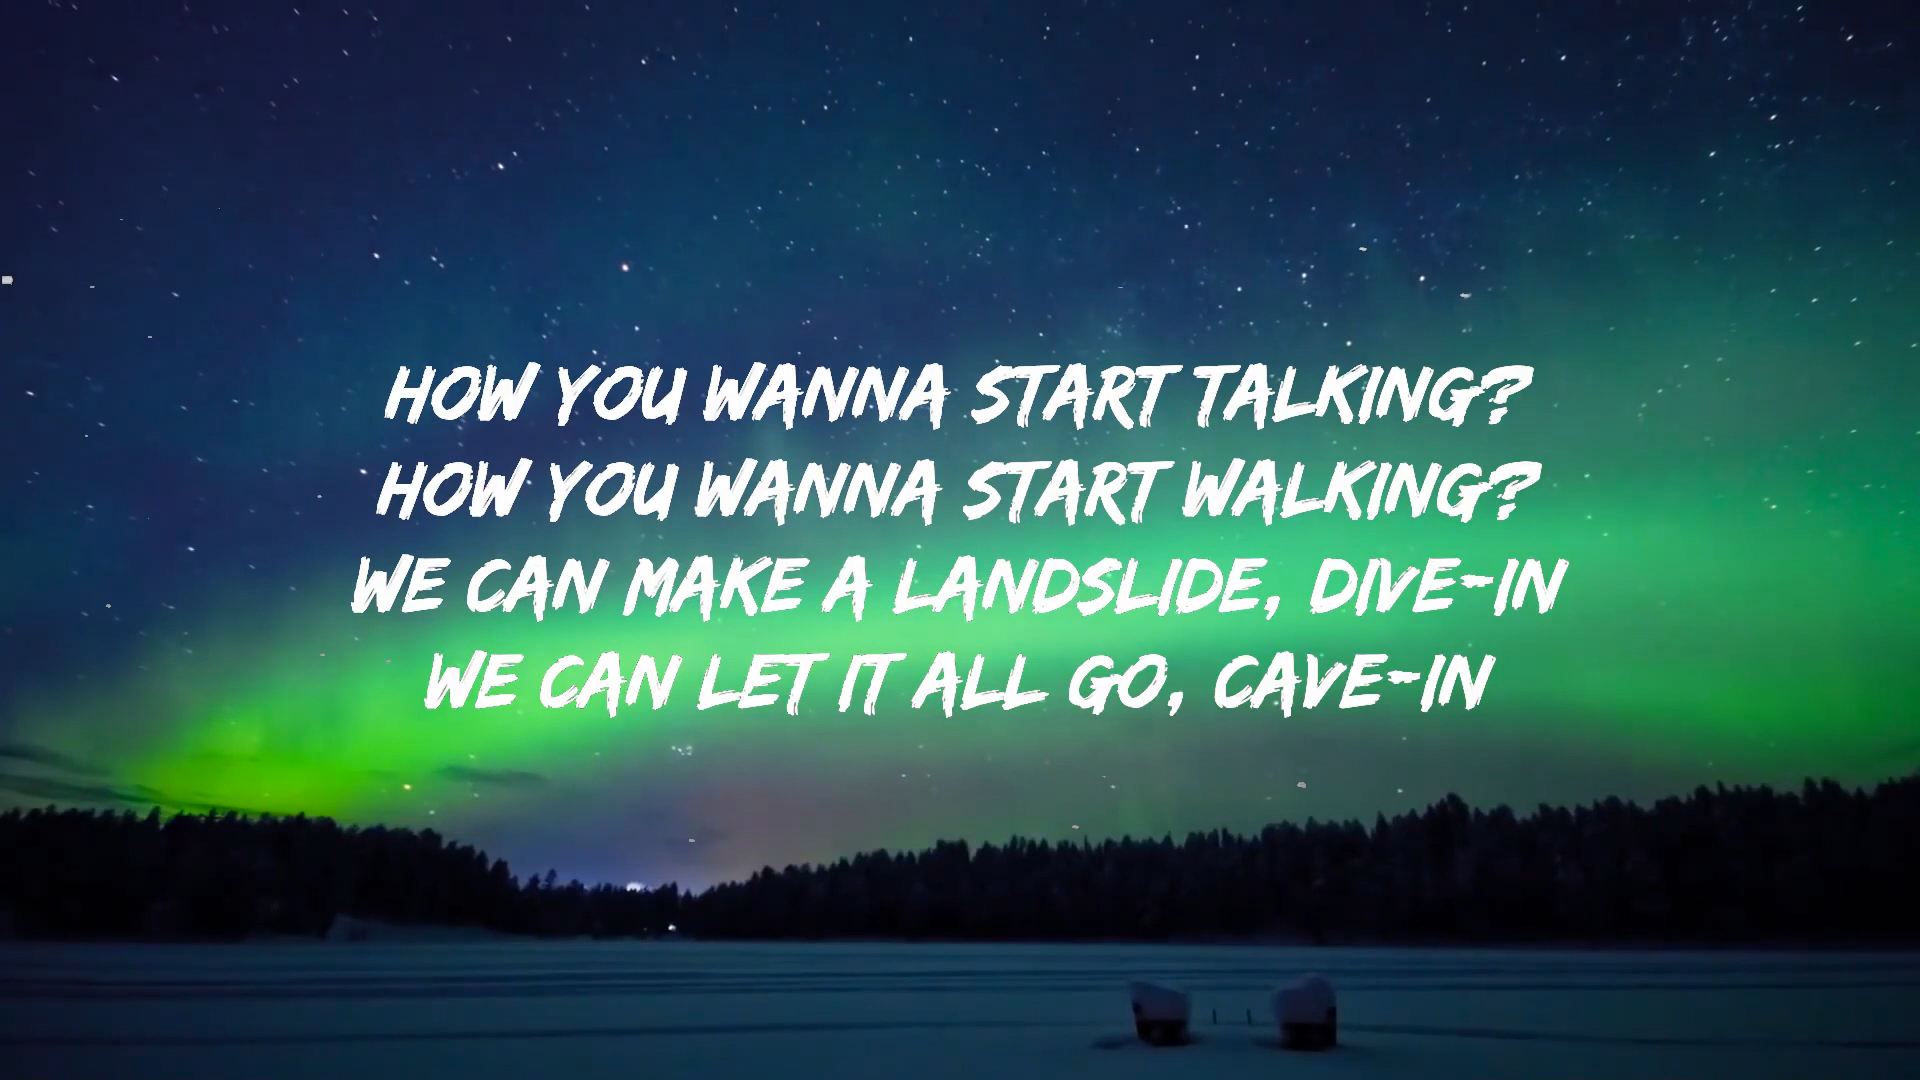 HOW YOU WANNA START TALKING?
HOW YOU WANNA START WALKING?
WE CAN MAKE A LANDSLIDE, DIVE-IN
WE CAN LET IT ALL GO, CAVE-IN